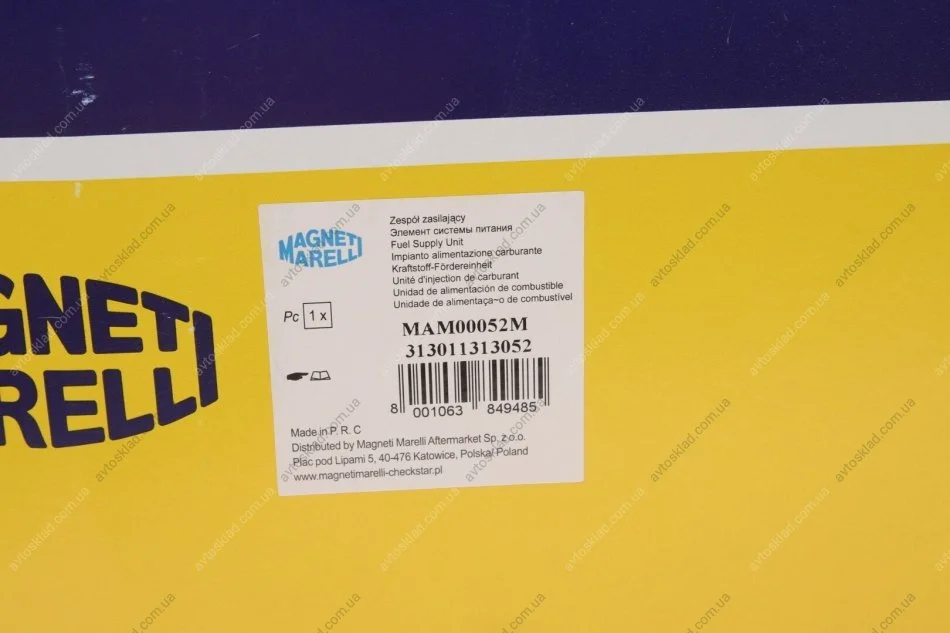 Zespół zasilający
Элемент системы питания
Fuel Supply Unit
Impianto alimentazione carburante
Kraftstoff-Fördereinheit
Unité d'injection de carburant
Unidad de alimentación de combustible
Unidade de alimentaça~o de combustível
MAGNETI
MARELLI
Pc 1 x
MAM00052M
313011313052
8 001063 849485
Made in P. R. C
Distributed by Magneti Marelli Aftermarket Sp. z o.o.
Plac pod Lipami 5, 40-476 Katowice, Polska/ Poland
www.magnetimarelli-checkstar.pl
GNETI
RELLI
avtosklad.com.ua